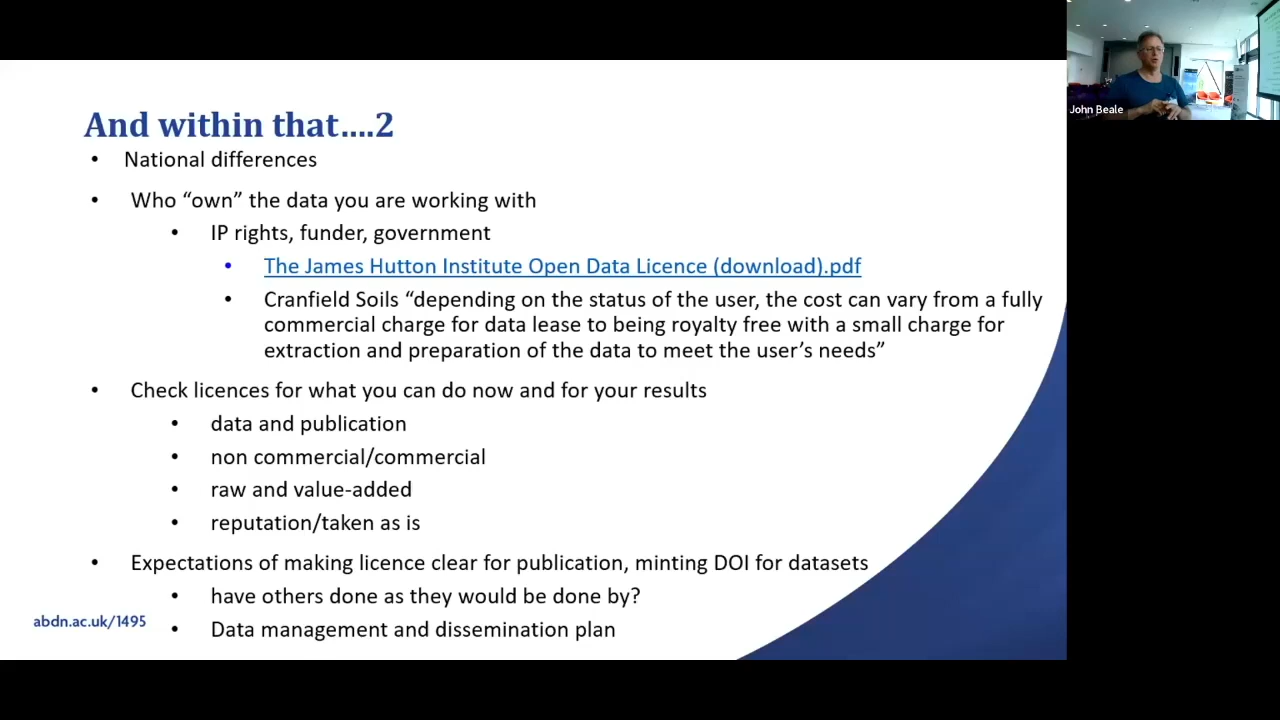 And within that....2
• National differences
• Who “own” the data you are working with
• IP rights, funder, government
• The James Hutton Institute Open Data Licence (download).pdf
• Cranfield Soils “depending on the status of the user, the cost can vary from a fully
commercial charge for data lease to being royalty free with a small charge for
extraction and preparation of the data to meet the user’s needs”
• Check licences for what you can do now and for your results
• data and publication
• non commercial/commercial
• raw and value-added
• reputation/taken as is
• Expectations of making licence clear for publication, minting DOI for datasets
• have others done as they would be done by?
• Data management and dissemination plan
abdn.ac.uk/1495
John Beale